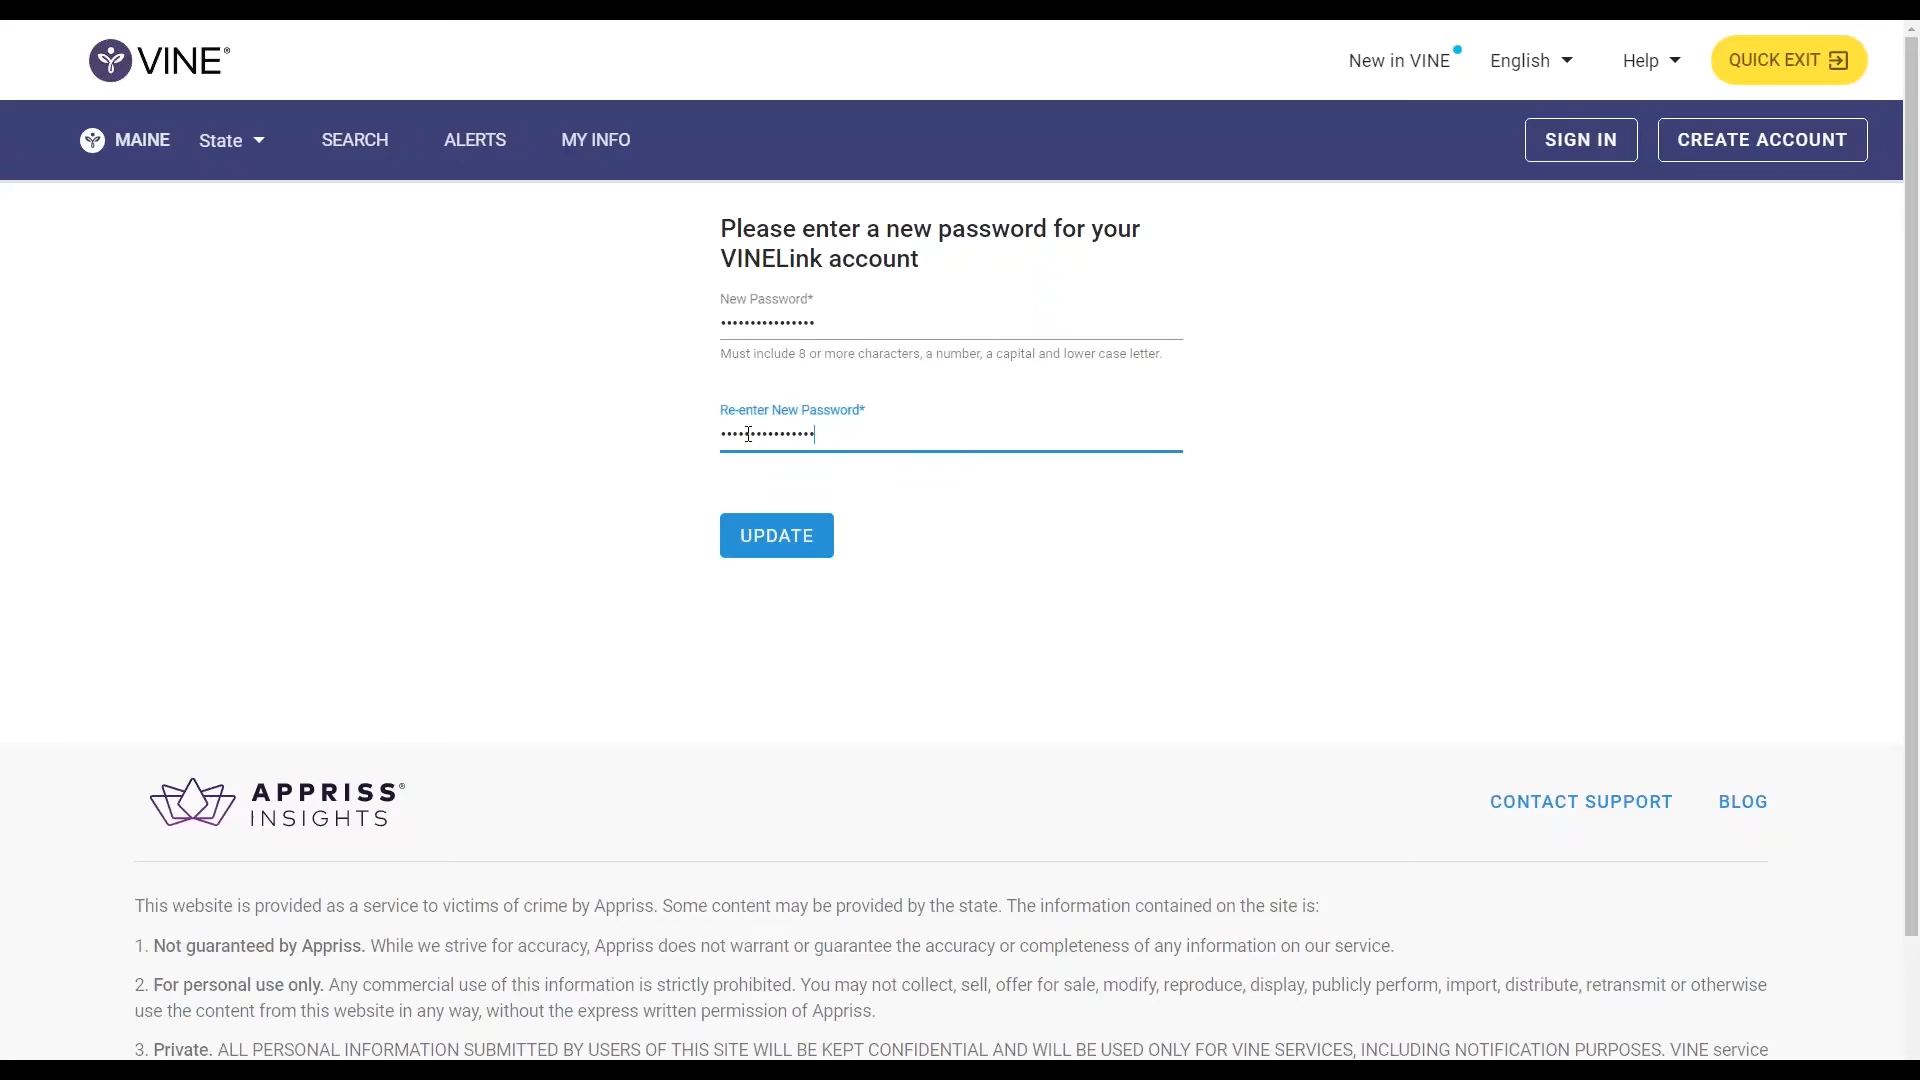 VINE®
New in VINE
English
Help
QUICK EXIT
MAINE
State
SEARCH
ALERTS
MY INFO
SIGN IN
CREATE ACCOUNT
Please enter a new password for your
VINELink account
New Password*
••••••••••••••••
Must include 8 or more characters, a number, a capital and lower case letter.
Re-enter New Password*
••••••••••••••••
UPDATE
APPRISS®
INSIGHTS
CONTACT SUPPORT
BLOG
This website is provided as a service to victims of crime by Appriss. Some content may be provided by the state. The information contained on the site is:
1. Not guaranteed by Appriss. While we strive for accuracy, Appriss does not warrant or guarantee the accuracy or completeness of any information on our service.
2. For personal use only. Any commercial use of this information is strictly prohibited. You may not collect, sell, offer for sale, modify, reproduce, display, publicly perform, import, distribute, retransmit or otherwise
use the content from this website in any way, without the express written permission of Appriss.
3. Private. ALL PERSONAL INFORMATION SUBMITTED BY USERS OF THIS SITE WILL BE KEPT CONFIDENTIAL AND WILL BE USED ONLY FOR VINE SERVICES, INCLUDING NOTIFICATION PURPOSES. VINE service